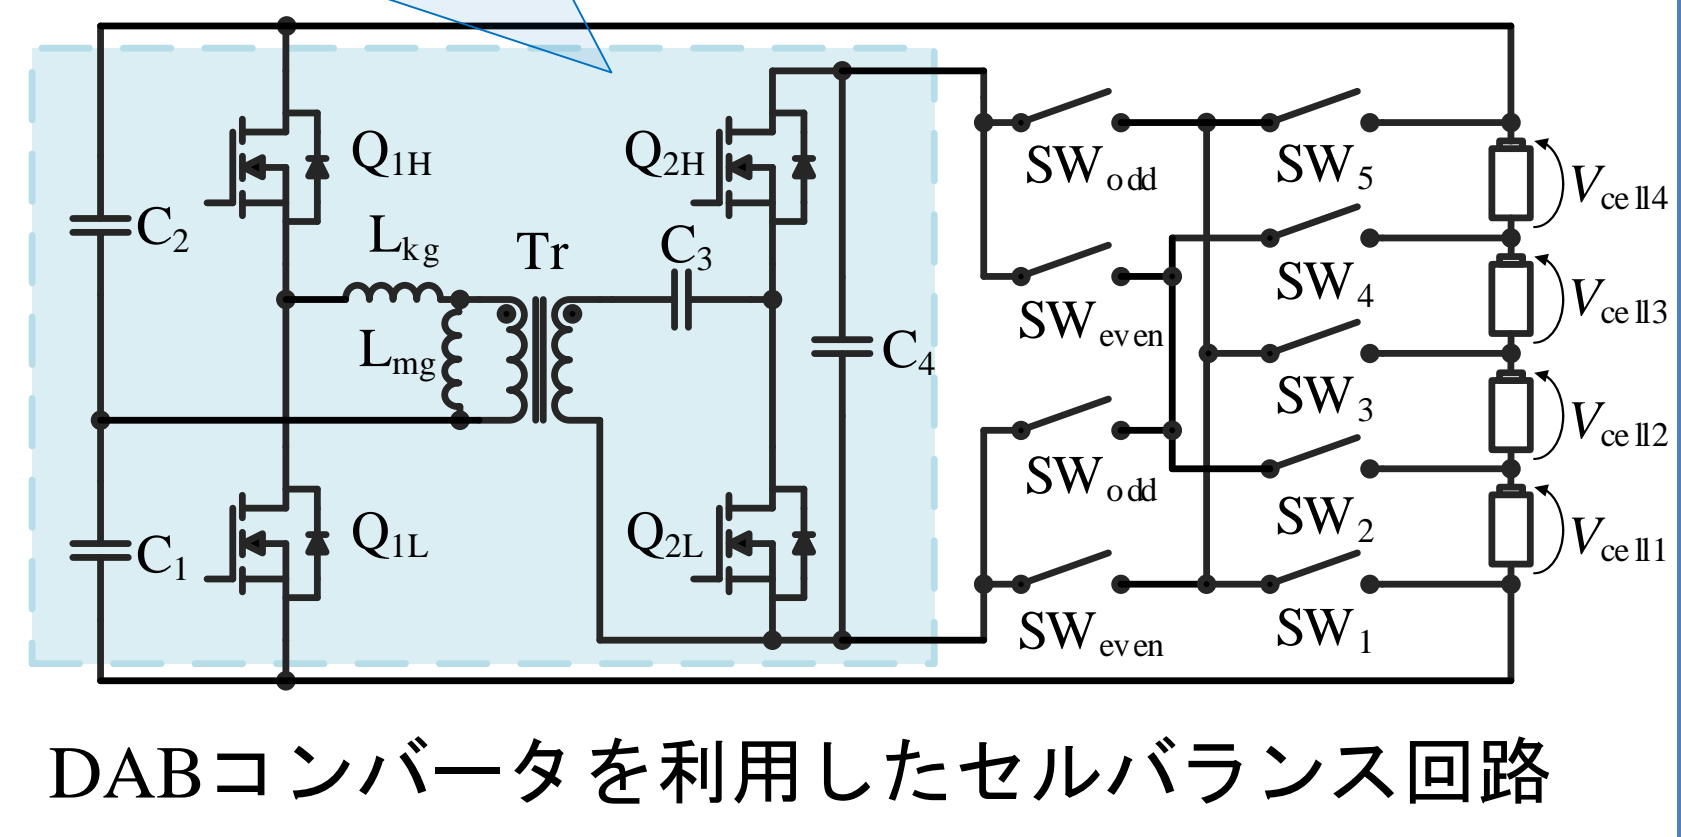 Q1H
Q2H
SWodd
SW5
Vcell4
C2
Lkg
Tr
C3
SWeven
SW4
Vcell3
Lmg
C4
SW3
Vcell2
SWodd
C1
Q1L
Q2L
SW2
Vcell1
SWeven
SW1
DABコンバータを利用したセルバランス回路